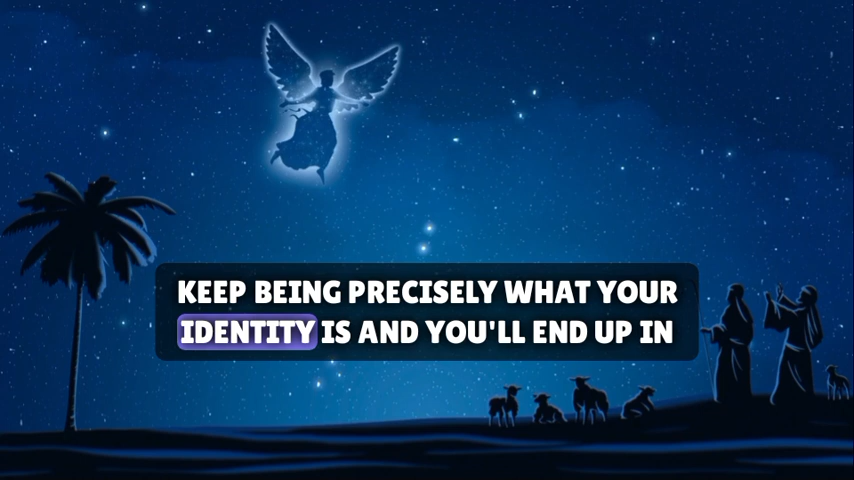 KEEP BEING PRECISELY WHAT YOUR
IDENTITY IS AND YOU'LL END UP IN